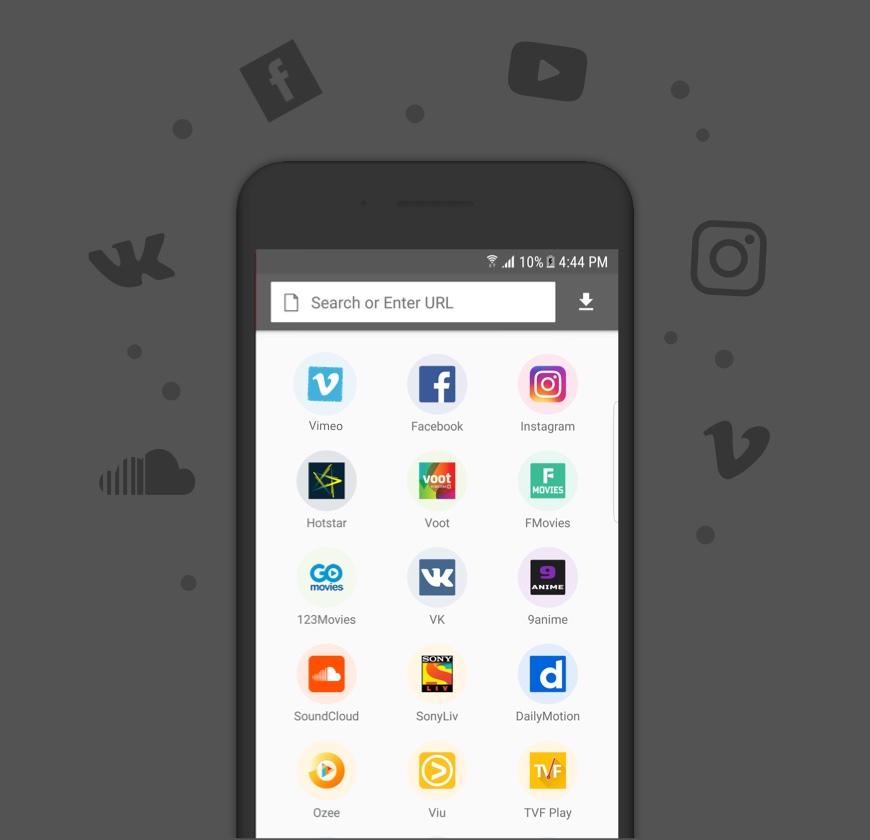 10% 4:44 PM
Search or Enter URL
Vimeo Facebook Instagram
voot
F
MOVIES
Hotstar Voot FMovies
GO
movies
9
ANIME
123Movies VK 9anime
SONY
LIV
SoundCloud SonyLiv DailyMotion
TVF
Ozee Viu TVF Play